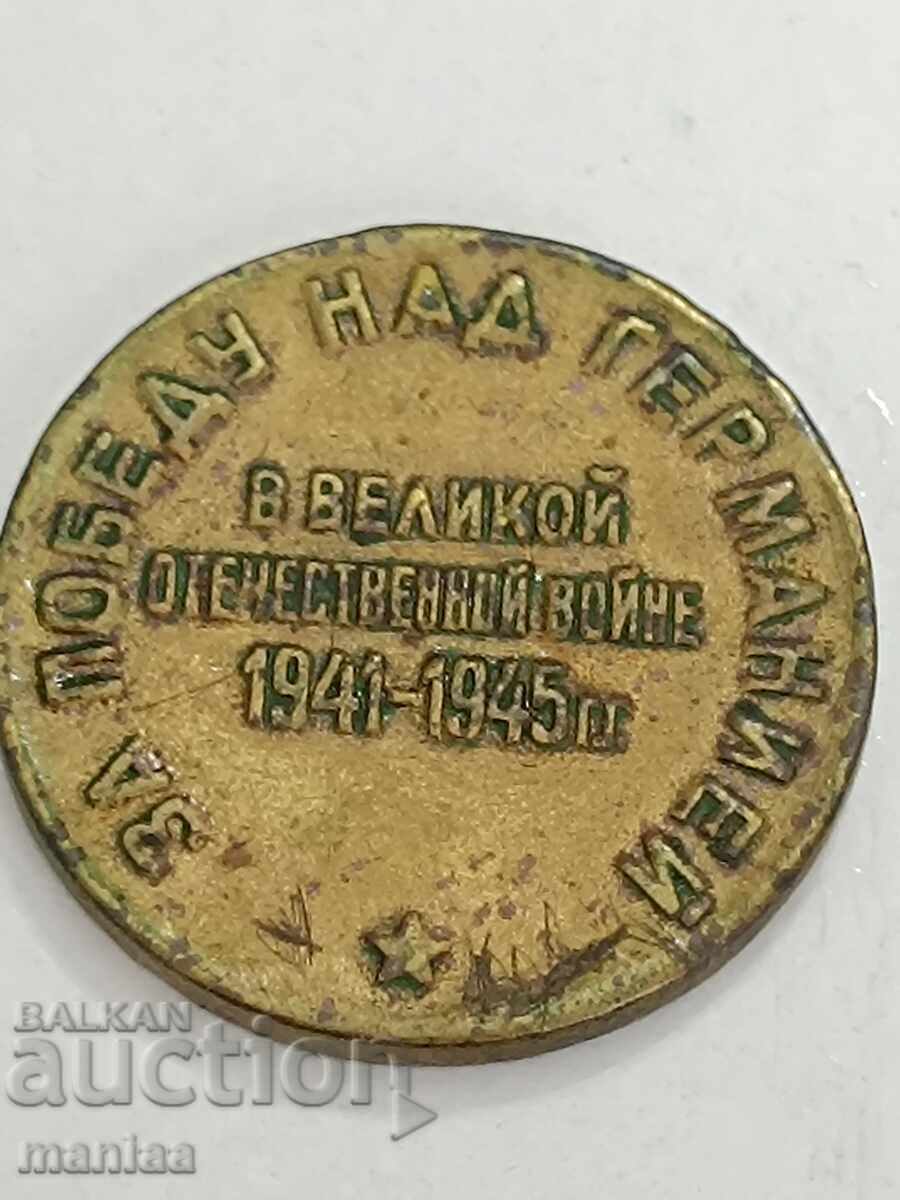 ЗА ПОБЕДУ НАД ГЕРМАНИЕЙ
В ВЕЛИКОЙ
ОТЕЧЕСТВЕННОЙ ВОЙНЕ
1941-1945 гг
BALKAN
auction
maniaa